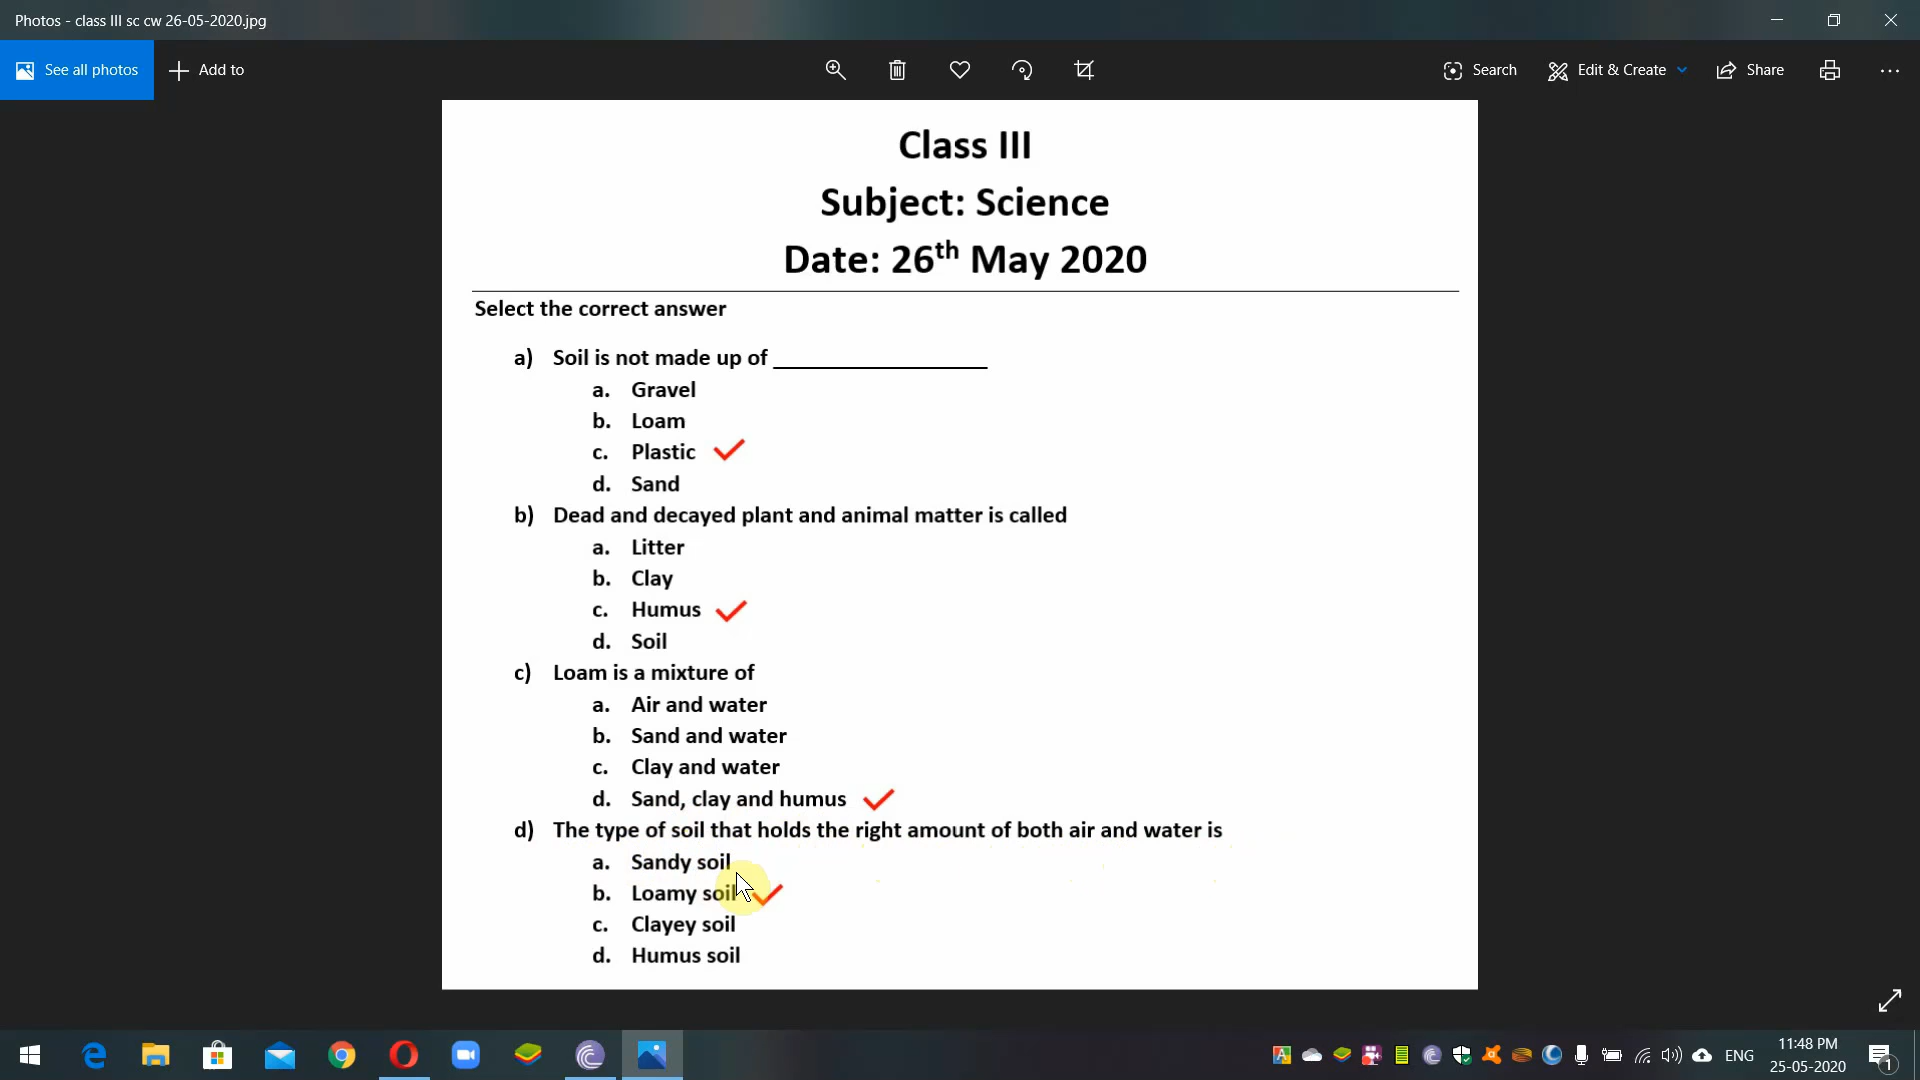 Photos - class III sc cw 26-05-2020.jpg
See all photos
Add to
Search
Edit & Create
Share
Class III
Subject: Science
Date: 26th May 2020
Select the correct answer
a) Soil is not made up of ____________________
a. Gravel
b. Loam
c. Plastic
d. Sand
b) Dead and decayed plant and animal matter is called
a. Litter
b. Clay
c. Humus
d. Soil
c) Loam is a mixture of
a. Air and water
b. Sand and water
c. Clay and water
d. Sand, clay and humus
d) The type of soil that holds the right amount of both air and water is
a. Sandy soil
b. Loamy soil
c. Clayey soil
d. Humus soil
ENG
11:48 PM
25-05-2020
1